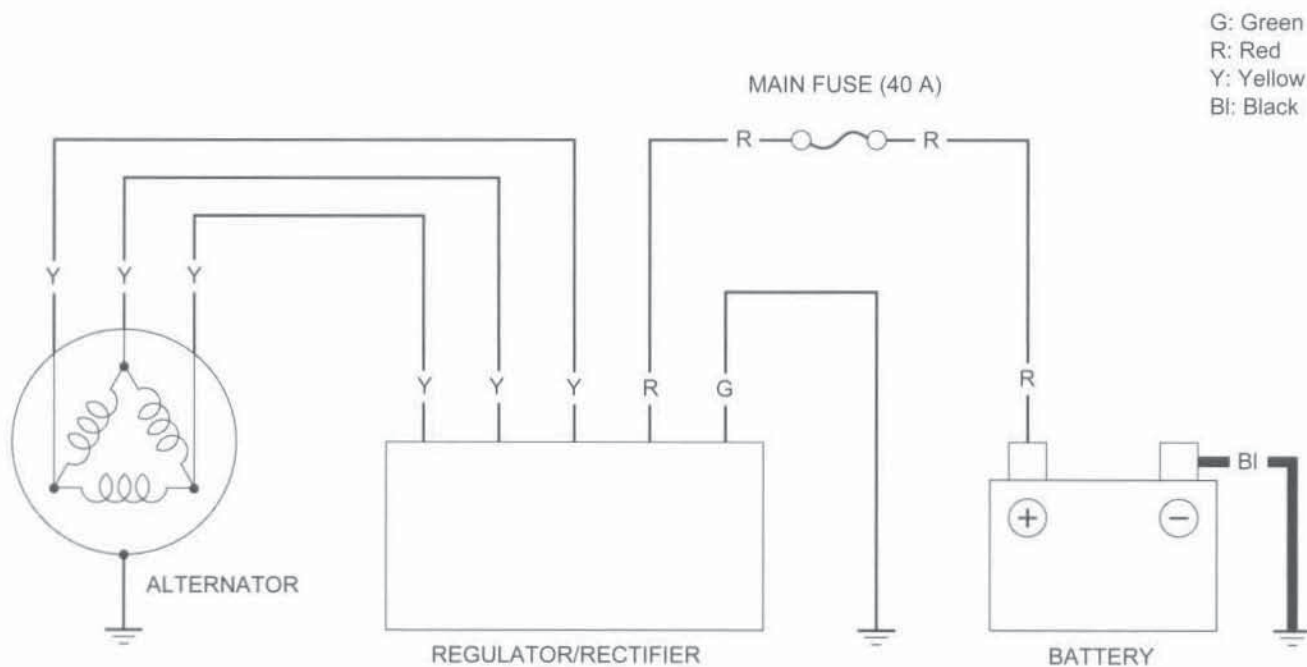 G: Green
R: Red
Y: Yellow
Bl: Black
MAIN FUSE (40 A)
R R
Y Y Y
Y Y Y R G
R
Bl
+ −
ALTERNATOR
REGULATOR/RECTIFIER
BATTERY